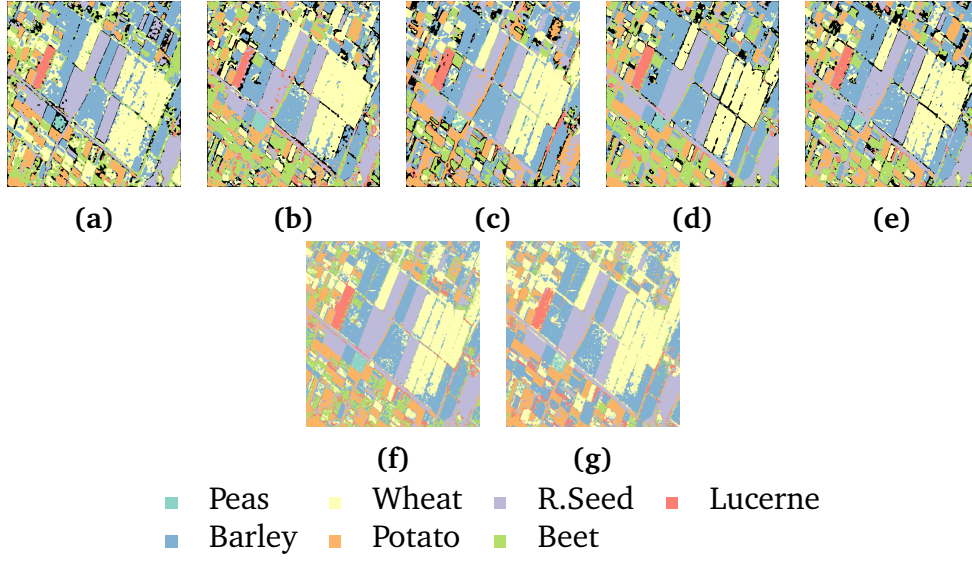 (a) (b) (c) (d) (e)
(f) (g)
Peas Wheat R.Seed Lucerne
Barley Potato Beet